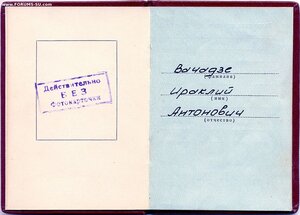 www.FORUMS-SU.com
Действительно
БЕЗ
фотокарточки
Вачадзе
(фамилия)
Ираклий
(имя)
Антонович
(отчество)